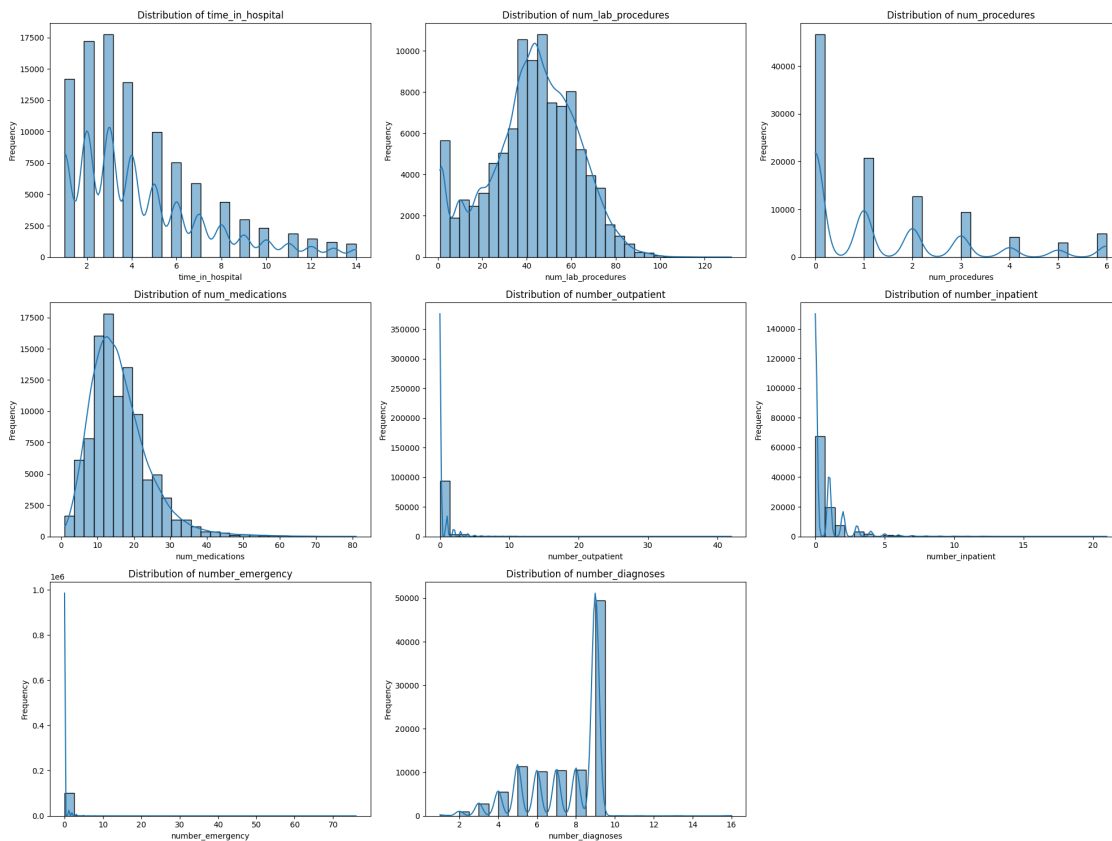 Distribution of time_in_hospital
Frequency
17500
15000
12500
10000
7500
5000
2500
0
2 4 6 8 10 12 14
time_in_hospital
Distribution of num_lab_procedures
Frequency
10000
8000
6000
4000
2000
0
0 20 40 60 80 100 120
num_lab_procedures
Distribution of num_procedures
Frequency
40000
30000
20000
10000
0
0 1 2 3 4 5 6
num_procedures
Distribution of num_medications
Frequency
17500
15000
12500
10000
7500
5000
2500
0
0 10 20 30 40 50 60 70 80
num_medications
Distribution of number_outpatient
Frequency
350000
300000
250000
200000
150000
100000
50000
0
0 10 20 30 40
number_outpatient
Distribution of number_inpatient
Frequency
140000
120000
100000
80000
60000
40000
20000
0
0 5 10 15 20
number_inpatient
Distribution of number_emergency
1e6
Frequency
1.0
0.8
0.6
0.4
0.2
0.0
0 10 20 30 40 50 60 70
number_emergency
Distribution of number_diagnoses
Frequency
50000
40000
30000
20000
10000
0
2 4 6 8 10 12 14 16
number_diagnoses